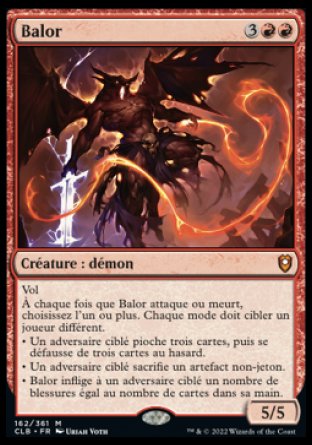 Balor 3
Créature : démon
Vol
À chaque fois que Balor attaque ou meurt,
choisissez l'un ou plus. Chaque mode doit cibler un
joueur différent.
• Un adversaire ciblé pioche trois cartes, puis se
défausse de trois cartes au hasard.
• Un adversaire ciblé sacrifie un artefact non-jeton.
• Balor inflige à un adversaire ciblé un nombre de
blessures égal au nombre de cartes dans sa main.
5/5
162/361 M
CLB • FR Uriah Voth
™ & © 2022 Wizards of the Coast